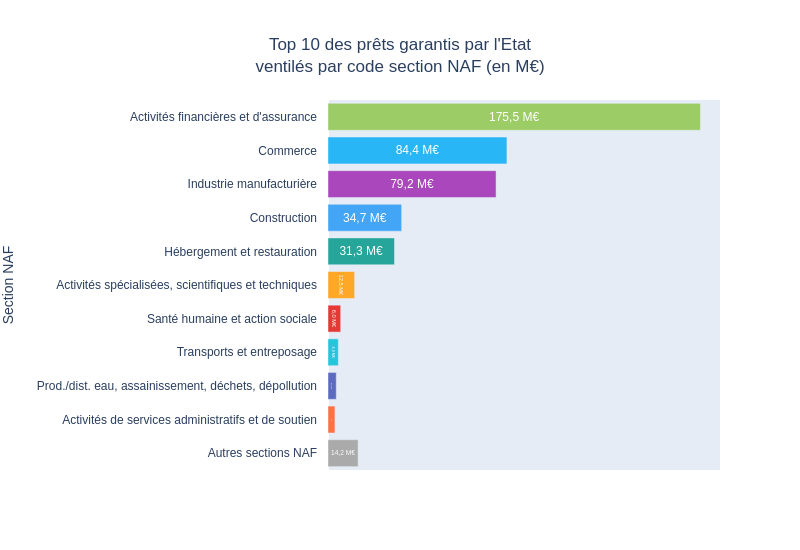 Top 10 des prêts garantis par l'Etat
ventilés par code section NAF (en M€)
Section NAF
Activités financières et d'assurance
175,5 M€
Commerce
84,4 M€
Industrie manufacturière
79,2 M€
Construction
34,7 M€
Hébergement et restauration
31,3 M€
Activités spécialisées, scientifiques et techniques
Santé humaine et action sociale
6,0 M€
Transports et entreposage
Prod./dist. eau, assainissement, déchets, dépollution
Activités de services administratifs et de soutien
Autres sections NAF
14,2 M€